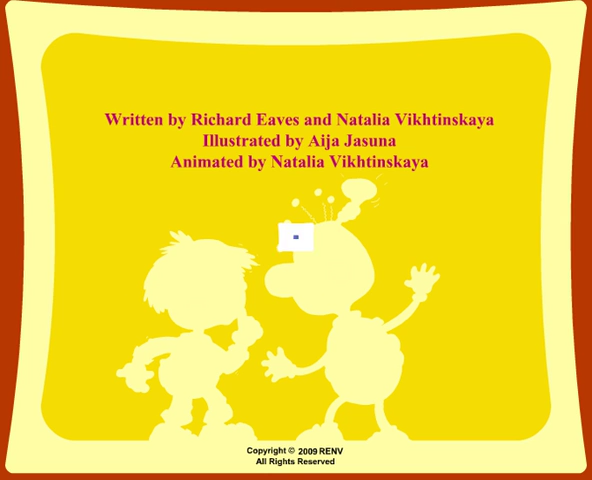 Written by Richard Eaves and Natalia Vikhtinskaya
Illustrated by Aija Jasuna
Animated by Natalia Vikhtinskaya
Copyright © 2009 RENV
All Rights Reserved